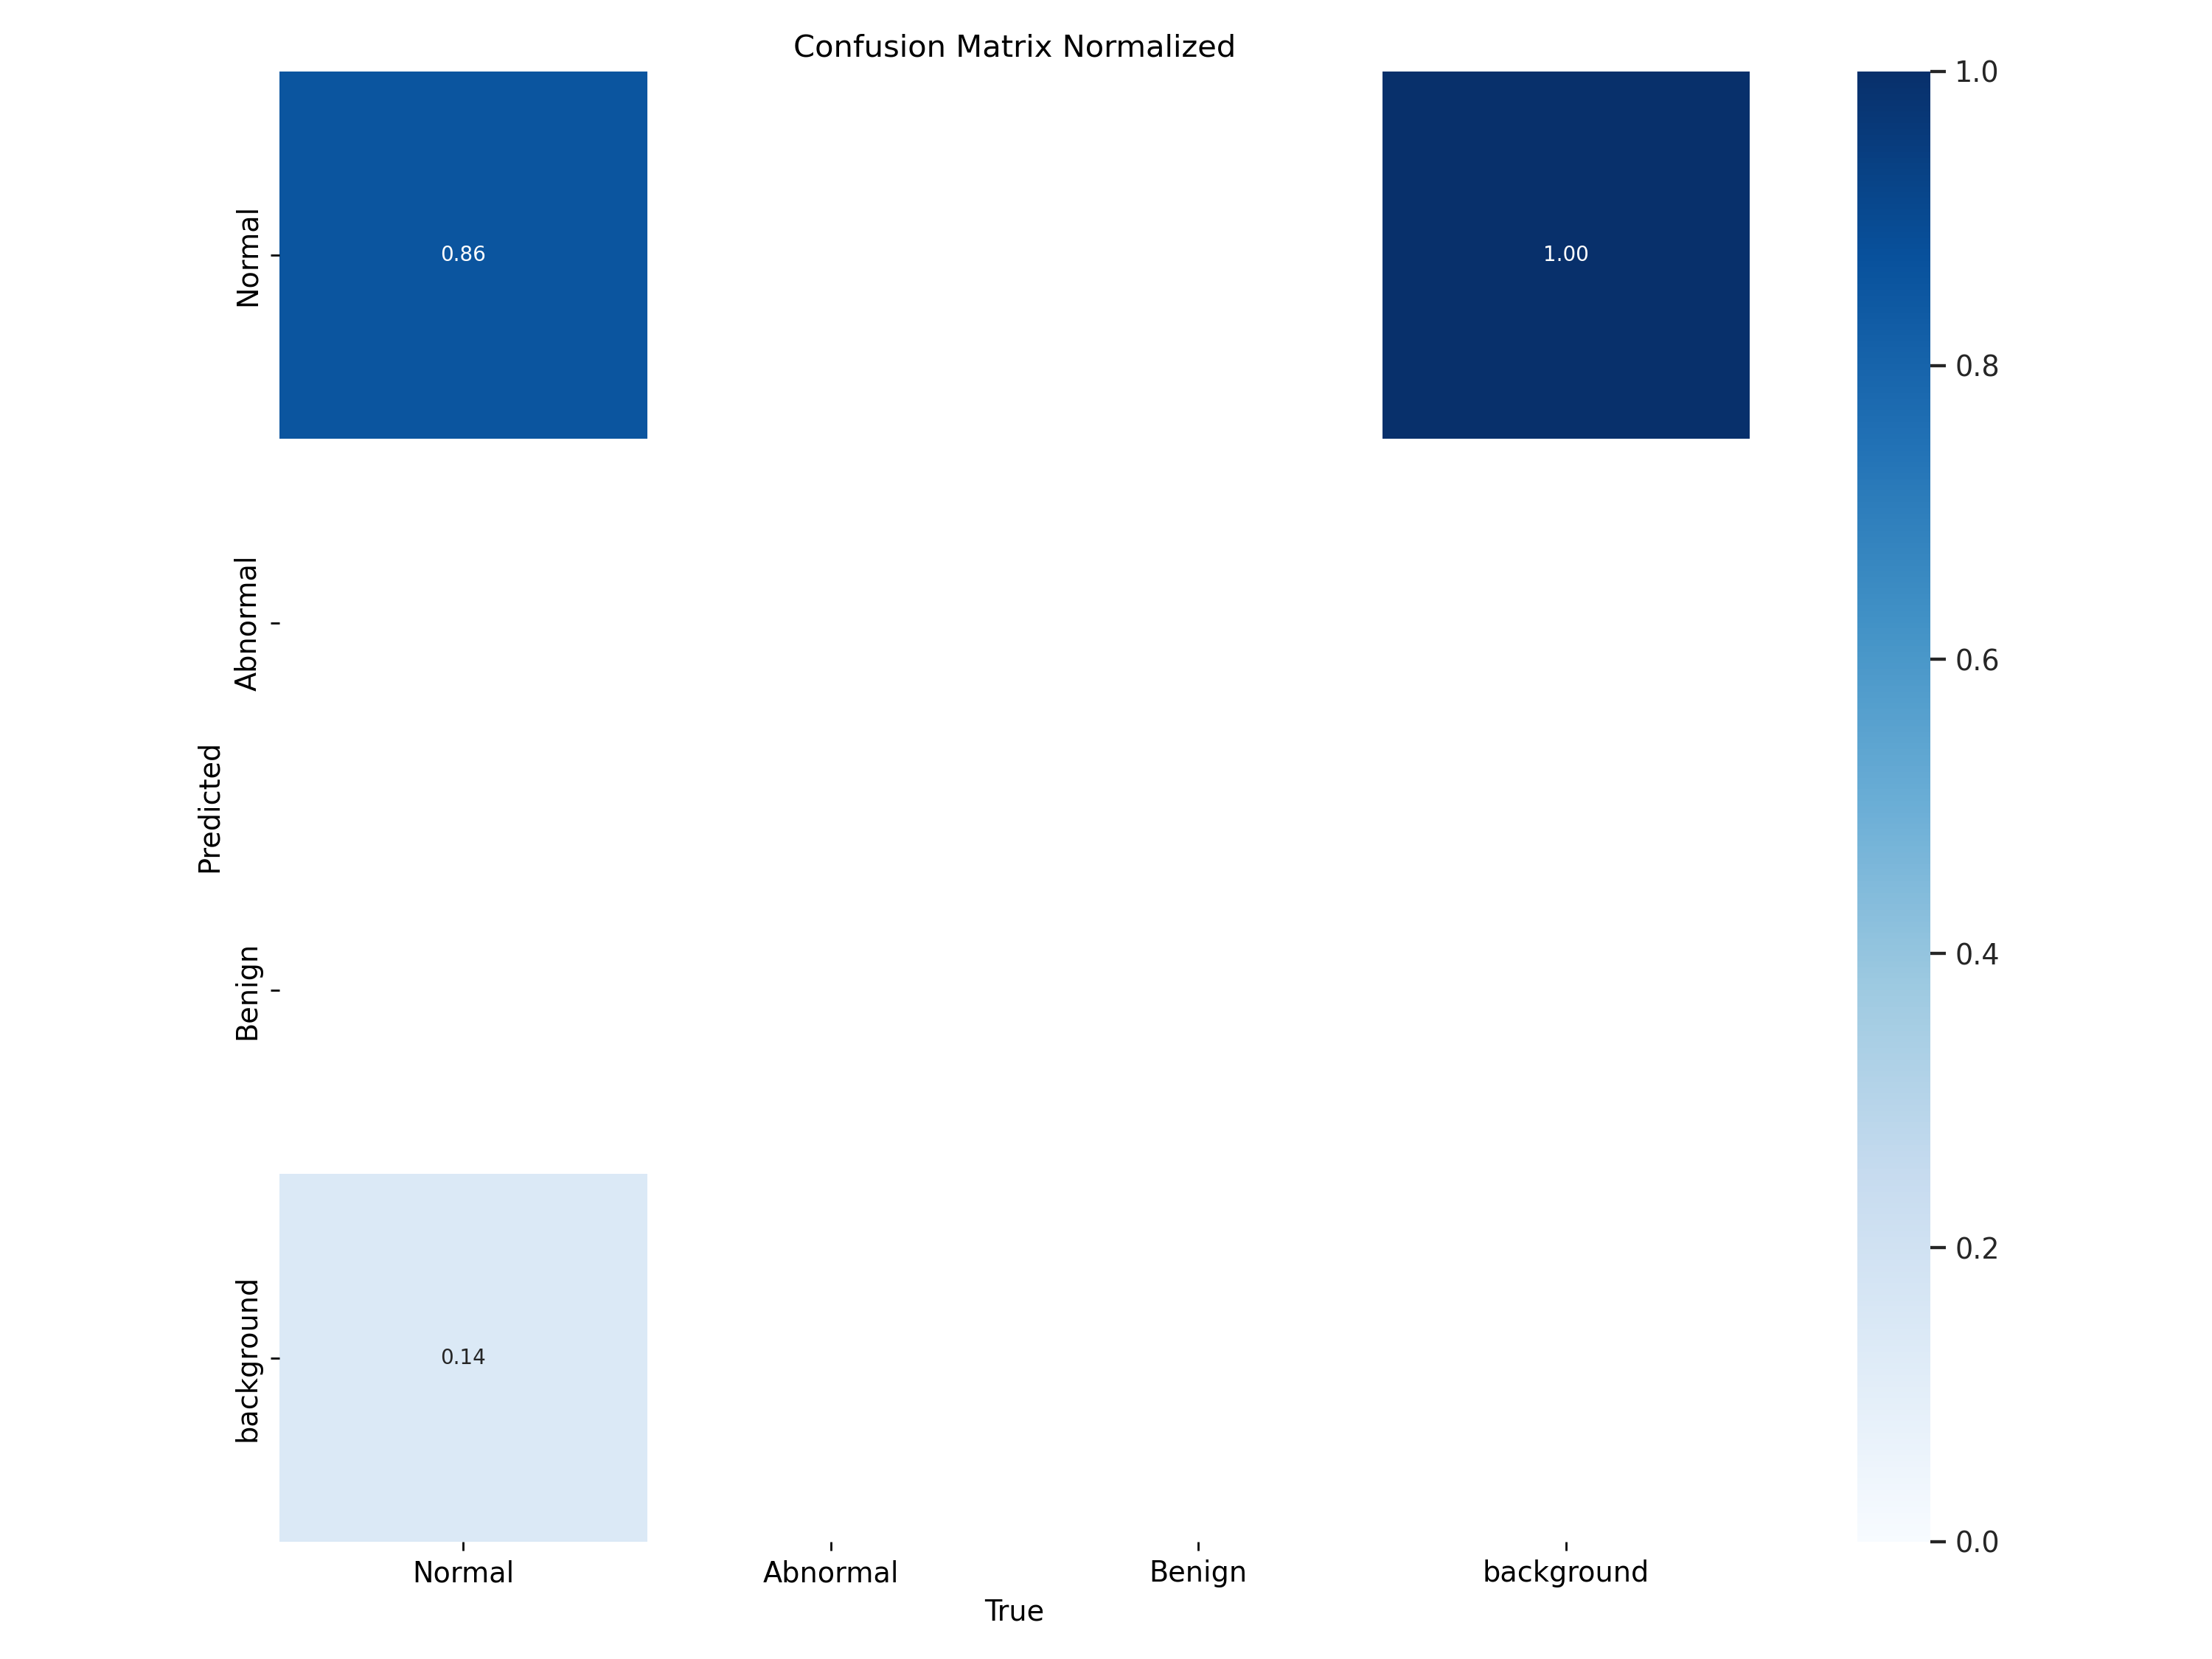 Confusion Matrix Normalized
Normal
Abnormal
Benign
background
Predicted
0.86
1.00
0.14
Normal
Abnormal
Benign
background
True
1.0
0.8
0.6
0.4
0.2
0.0